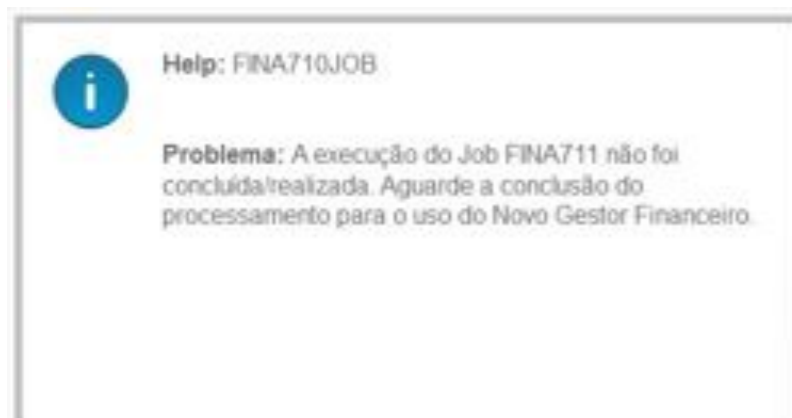 Help: FINA710JOB
Problema: A execução do Job FINA711 não foi
concluída/realizada. Aguarde a conclusão do
processamento para o uso do Novo Gestor Financeiro.